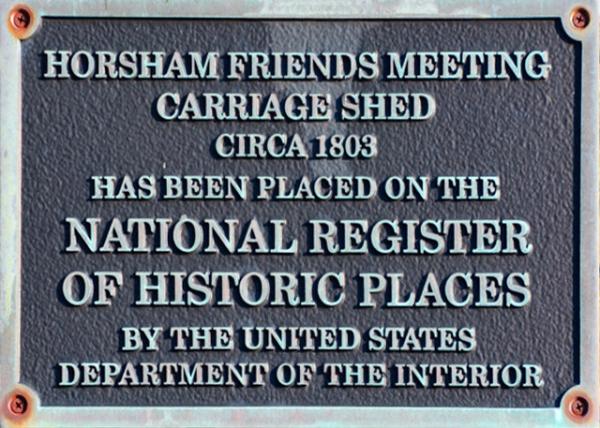 HORSHAM FRIENDS MEETING
CARRIAGE SHED
CIRCA 1803
HAS BEEN PLACED ON THE
NATIONAL REGISTER
OF HISTORIC PLACES
BY THE UNITED STATES
DEPARTMENT OF THE INTERIOR